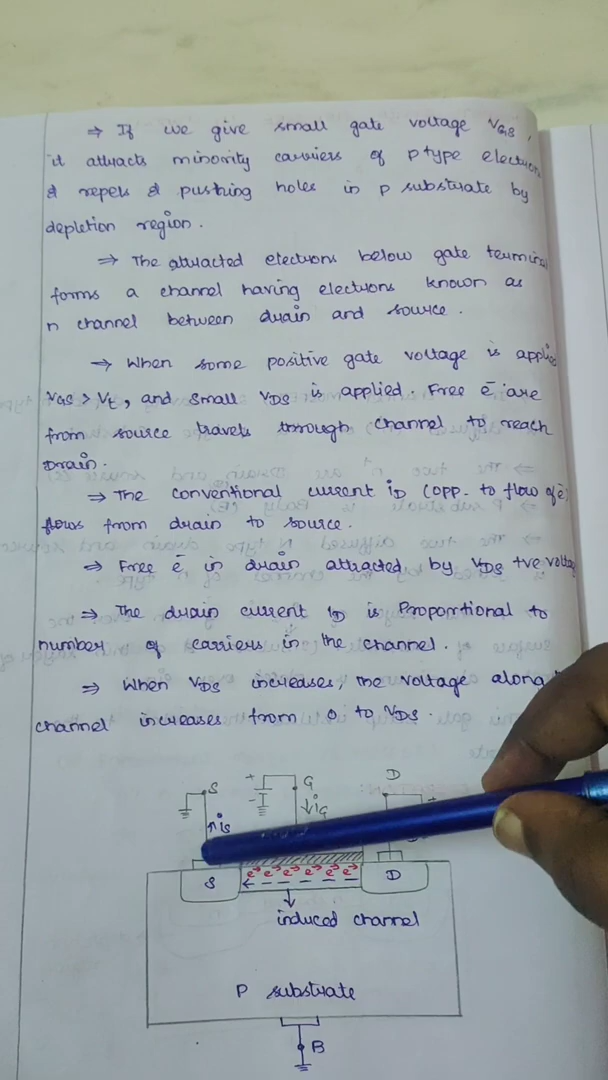 ⇒ If we give small gate voltage VGS,
it attracts minority carriers of P type electron
& repels & pushing holes in P substrate by
depletion region.
⇒ The attracted electrons below gate terminal
forms a channel having electrons known as
n channel between drain and source.
⇒ When some positive gate voltage is applied
VGS > Vt, and small VDS is applied. Free ē are
from source travels through channel to reach
Drain.
⇒ The conventional current iD (opp. to flow of ē)
flows from drain to source.
⇒ Free ē in drain attracted by VDS +ve voltage
⇒ The drain current ID is Proportional to
number of carriers in the channel.
⇒ When VDS increases, the voltage along
channel increases from 0 to VDS.
S + G D
-
↑is ↓iG
e→ e→ e→ e→ e→ e→
S D
induced channel
P substrate
B